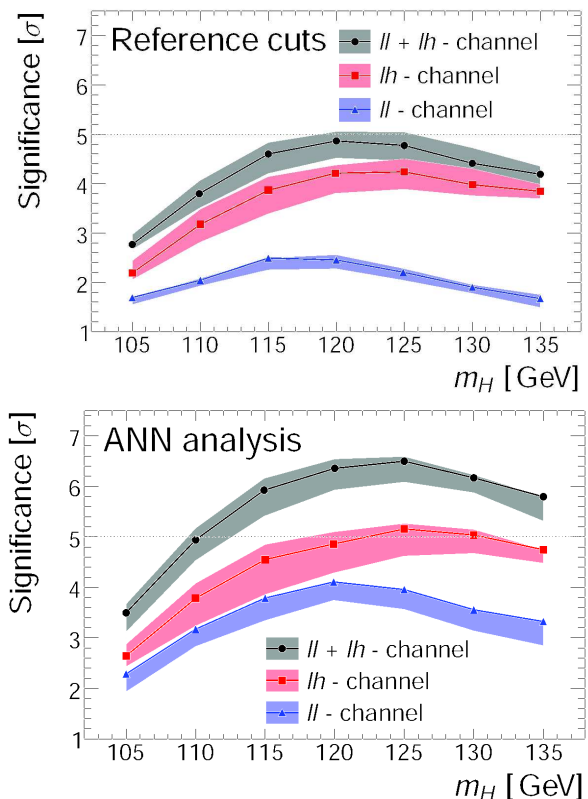 Significance [σ]
7
6
5
4
3
2
1
Reference cuts
ll + lh - channel
lh - channel
ll - channel
105 110 115 120 125 130 135
m_H [GeV]
Significance [σ]
7
6
5
4
3
2
1
ANN analysis
ll + lh - channel
lh - channel
ll - channel
105 110 115 120 125 130 135
m_H [GeV]